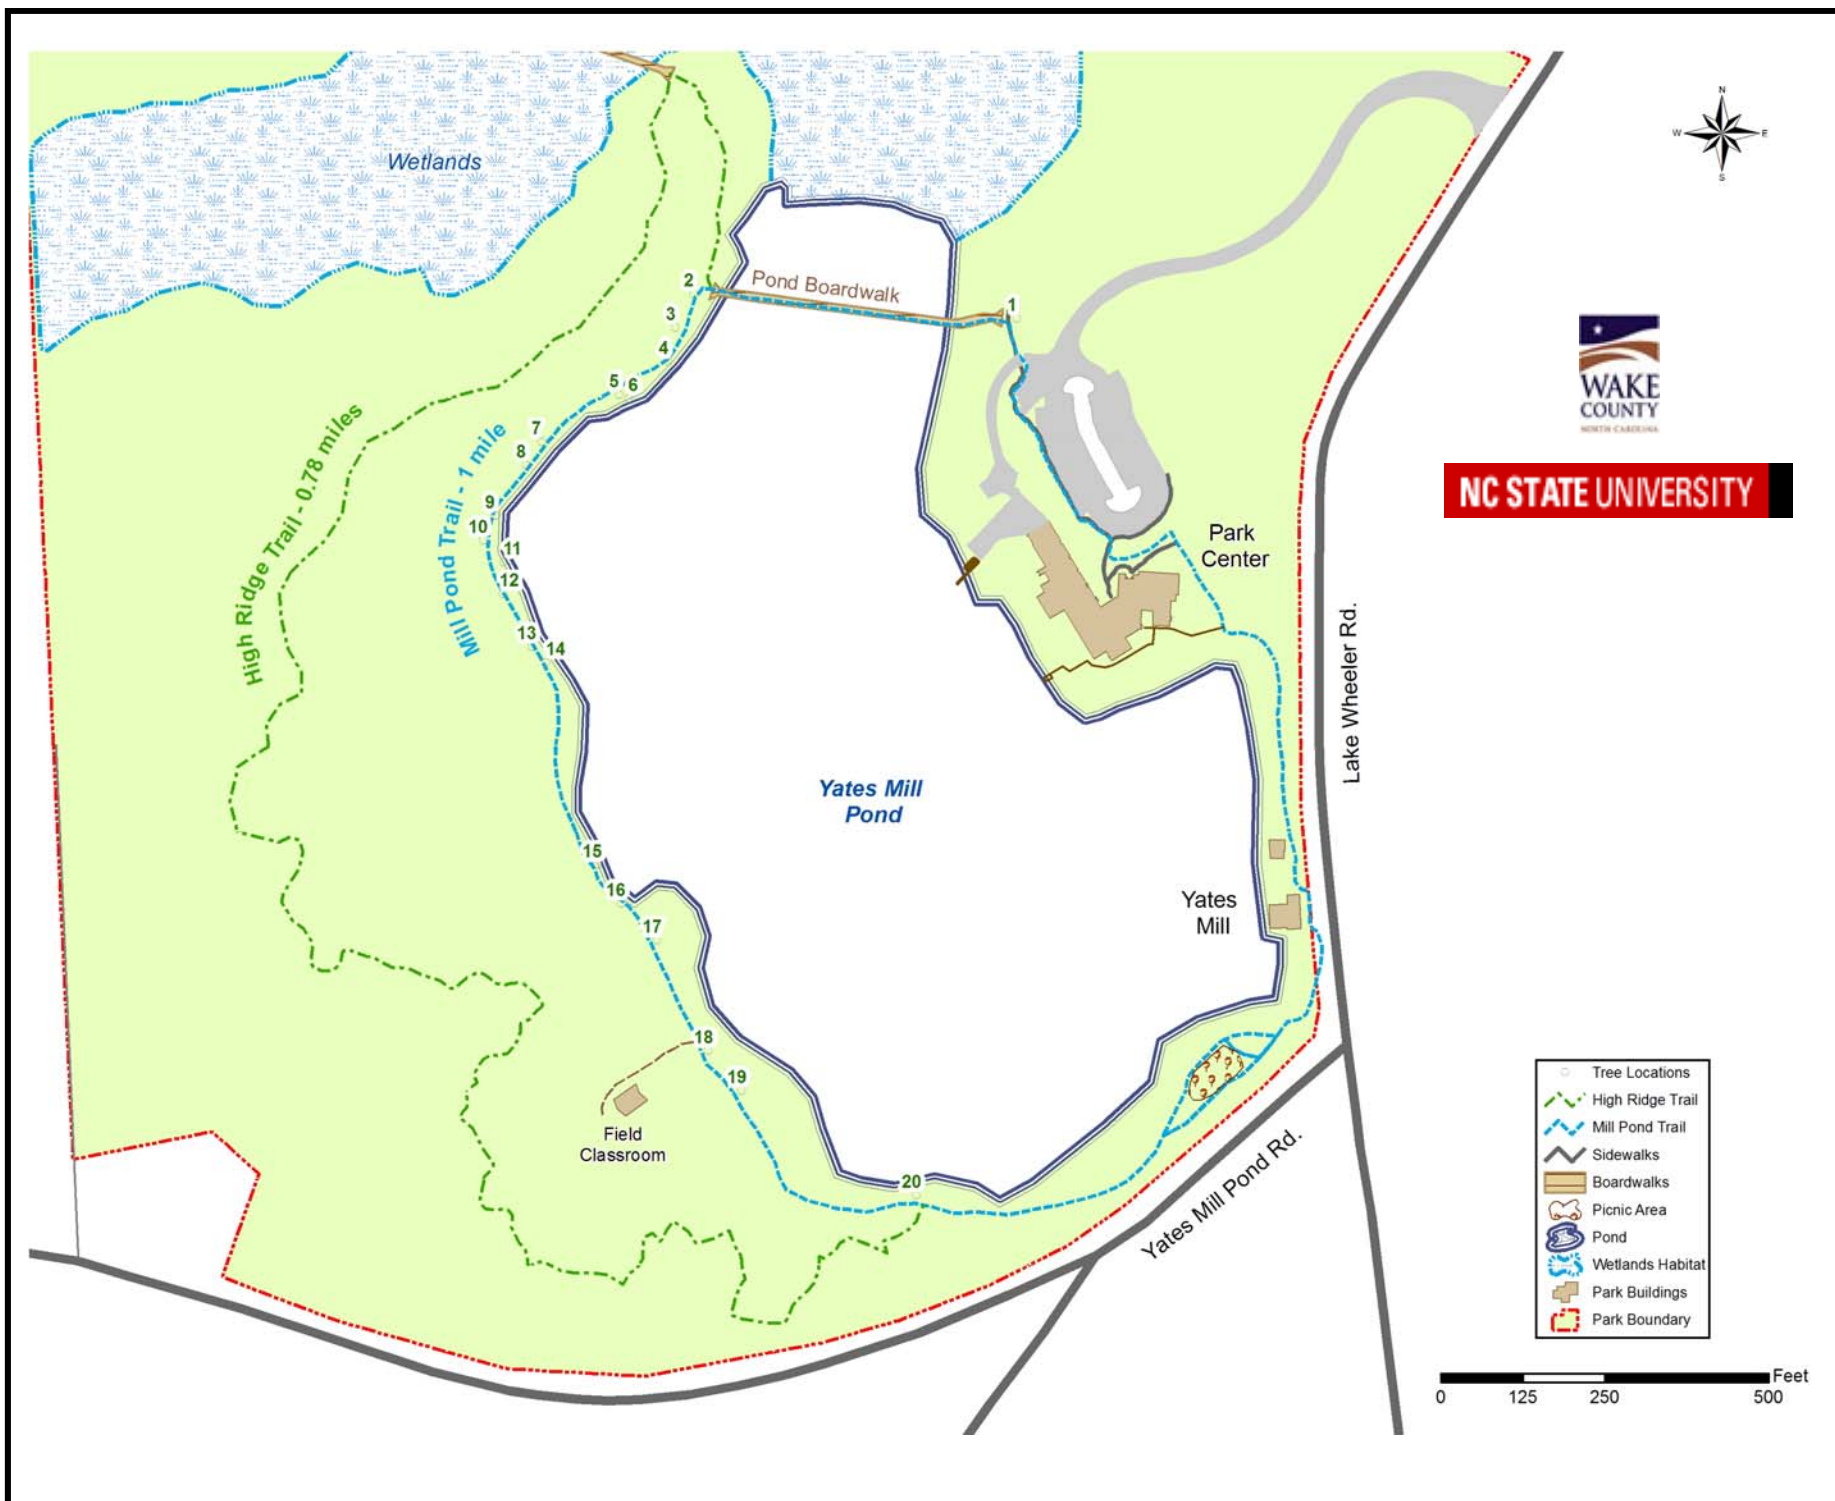 N
W
E
S
Wetlands
2
Pond Boardwalk
1
3
4
5
6
High Ridge Trail - 0.78 miles
Mill Pond Trail - 1 mile
7
8
9
10
11
12
13
14
Park
Center
WAKE
COUNTY
NORTH CAROLINA
NC STATE UNIVERSITY
Lake Wheeler Rd.
Yates Mill
Pond
15
16
17
Yates
Mill
18
19
Field
Classroom
20
Yates Mill Pond Rd.
Tree Locations
High Ridge Trail
Mill Pond Trail
Sidewalks
Boardwalks
Picnic Area
Pond
Wetlands Habitat
Park Buildings
Park Boundary
Feet
0 125 250 500